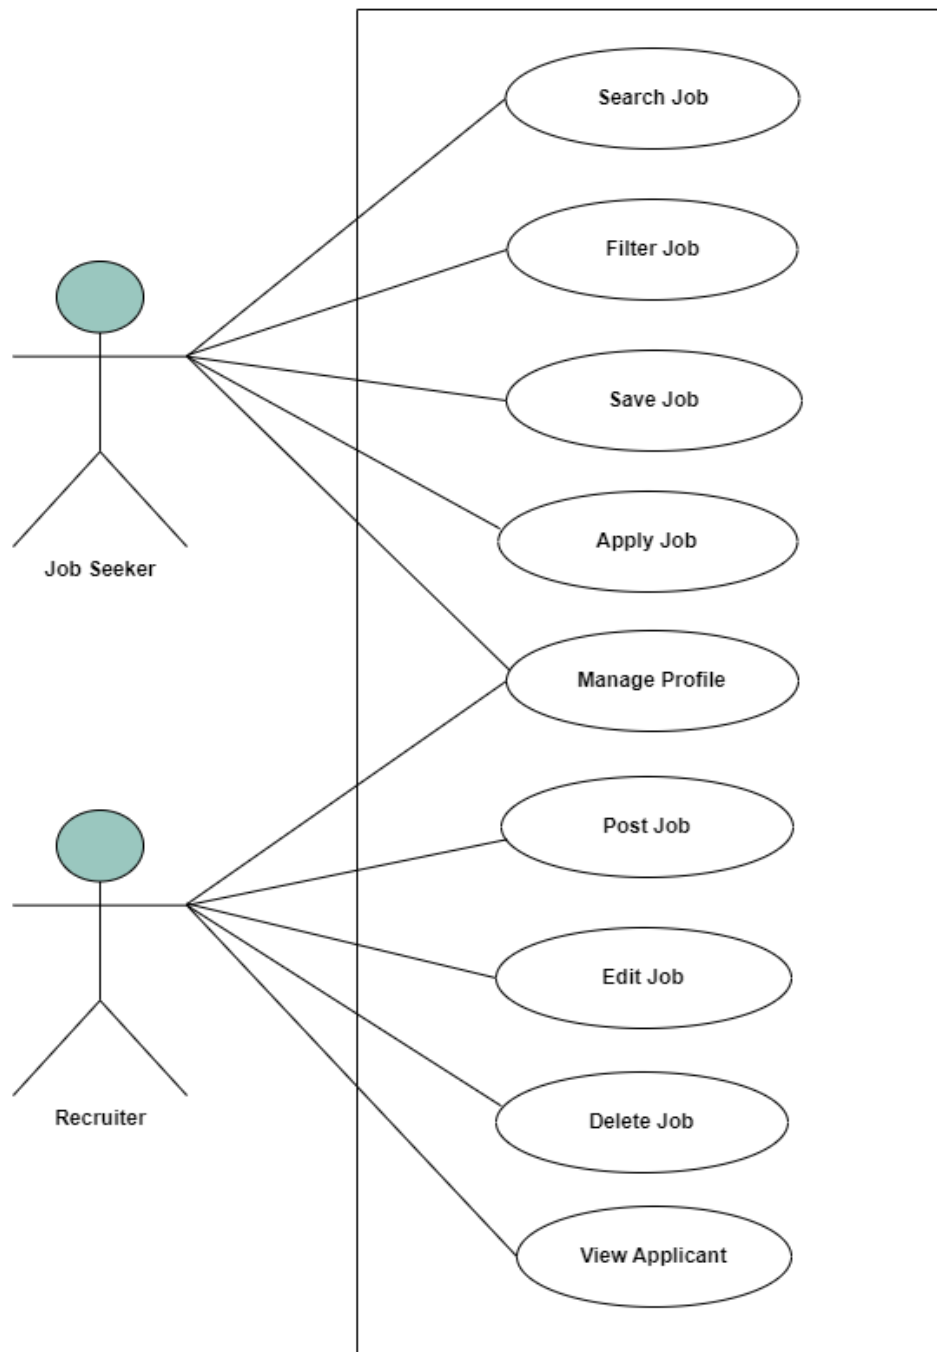 Search Job
Filter Job
Save Job
Apply Job
Job Seeker
Manage Profile
Post Job
Edit Job
Recruiter
Delete Job
View Applicant